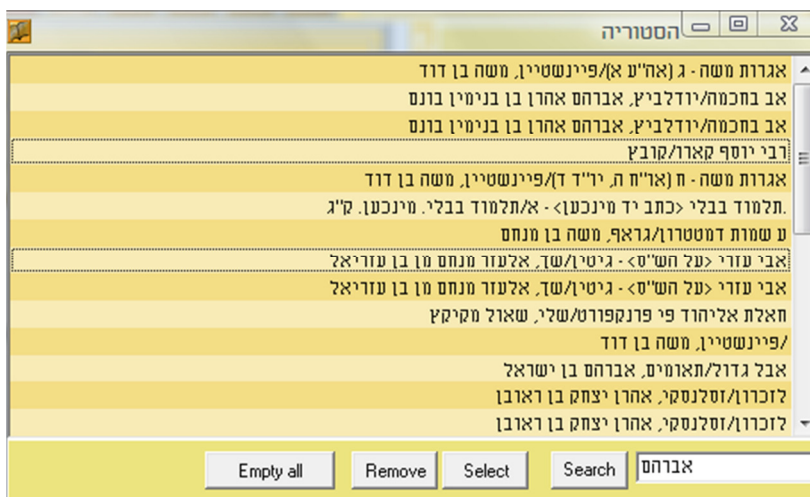 הסטוריה
אגרות משה - ג (אה"ע א)/פיינשטיין, משה בן דוד
אב בחכמה/יודלביץ, אברהם אהרן בן בנימין בונם
אב בחכמה/יודלביץ, אברהם אהרן בן בנימין בונם
רבי יוסף קארו/קובץ
אגרות משה - ח (או"ח ה, יו"ד ד)/פיינשטיין, משה בן דוד
תלמוד בבלי <כתב יד מינכען> - א/תלמוד בבלי. מינכען. ק"ג.
ע שמות דמטטרון/גראף, משה בן מנחם
אבי עזרי <על הש"ס> - גיטין/שך, אלעזר מנחם מן בן עזריאל
אבי עזרי <על הש"ס> - גיטין/שך, אלעזר מנחם מן בן עזריאל
חאלת אליהוד פי פרנקפורט/שלי, שאול מקיקץ
/פיינשטיין, משה בן דוד
אבל גדול/תאומים, אברהם בן ישראל
לזכרון/זסלנסקי, אהרן יצחק בן ראובן
לזכרון/זסלנסקי, אהרן יצחק בן ראובן
Empty all Remove Select Search אברהם